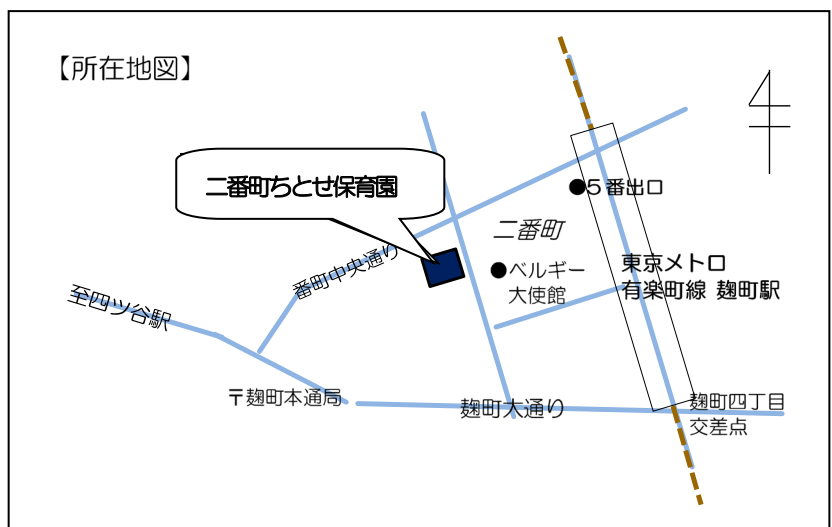 【所在地図】
二番町ちとせ保育園
●5番出口
二番町
番町中央通り
●ベルギー
大使館
東京メトロ
有楽町線 麹町駅
至四ツ谷駅
〒麹町本通局
麹町大通り
麹町四丁目
交差点